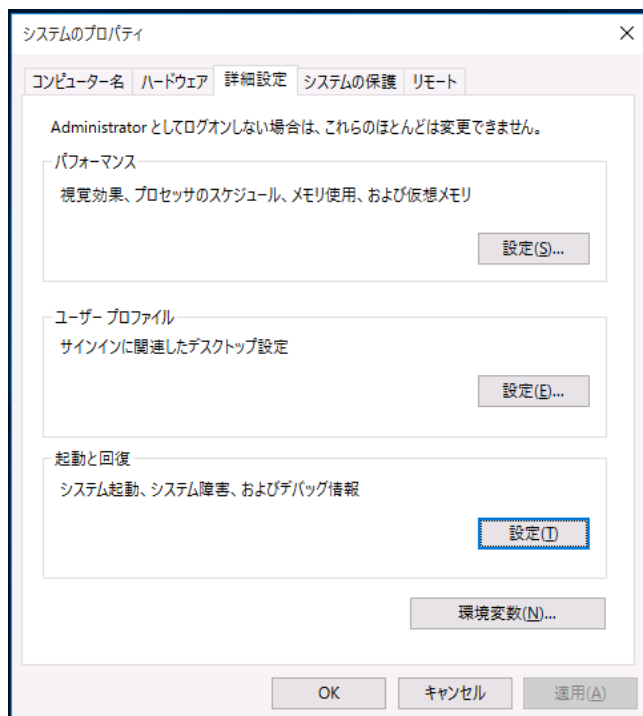 システムのプロパティ
コンピューター名 ハードウェア 詳細設定 システムの保護 リモート
Administrator としてログオンしない場合は、これらのほとんどは変更できません。
パフォーマンス
視覚効果、プロセッサのスケジュール、メモリ使用、および仮想メモリ
設定(S)...
ユーザー プロファイル
サインインに関連したデスクトップ設定
設定(E)...
起動と回復
システム起動、システム障害、およびデバッグ情報
設定(T)
環境変数(N)...
OK キャンセル 適用(A)